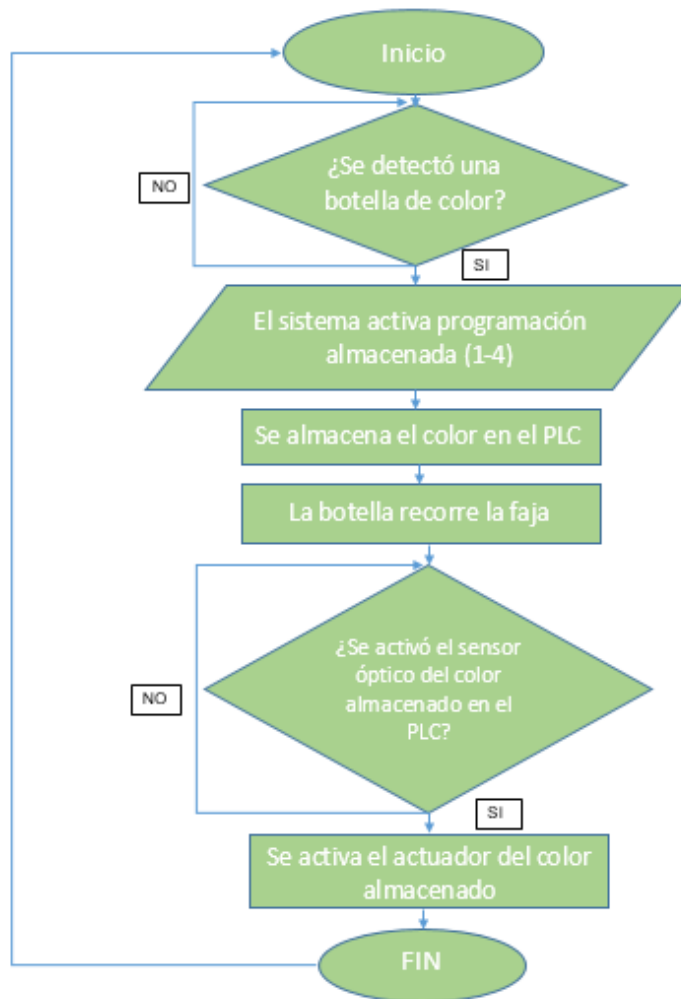 Inicio
¿Se detectó una
botella de color?
NO
SI
El sistema activa programación
almacenada (1-4)
Se almacena el color en el PLC
La botella recorre la faja
¿Se activó el sensor
óptico del color
almacenado en el
PLC?
NO
SI
Se activa el actuador del color
almacenado
FIN